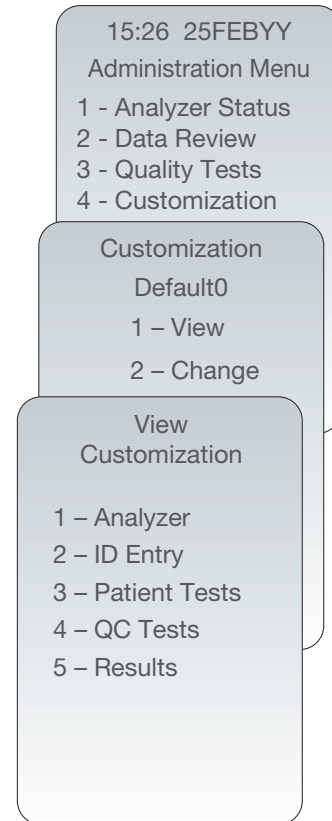 15:26 25FEBYY
Administration Menu
1 - Analyzer Status
2 - Data Review
3 - Quality Tests
4 - Customization
Customization
Default0
1 – View
2 – Change
View
Customization
1 – Analyzer
2 – ID Entry
3 – Patient Tests
4 – QC Tests
5 – Results